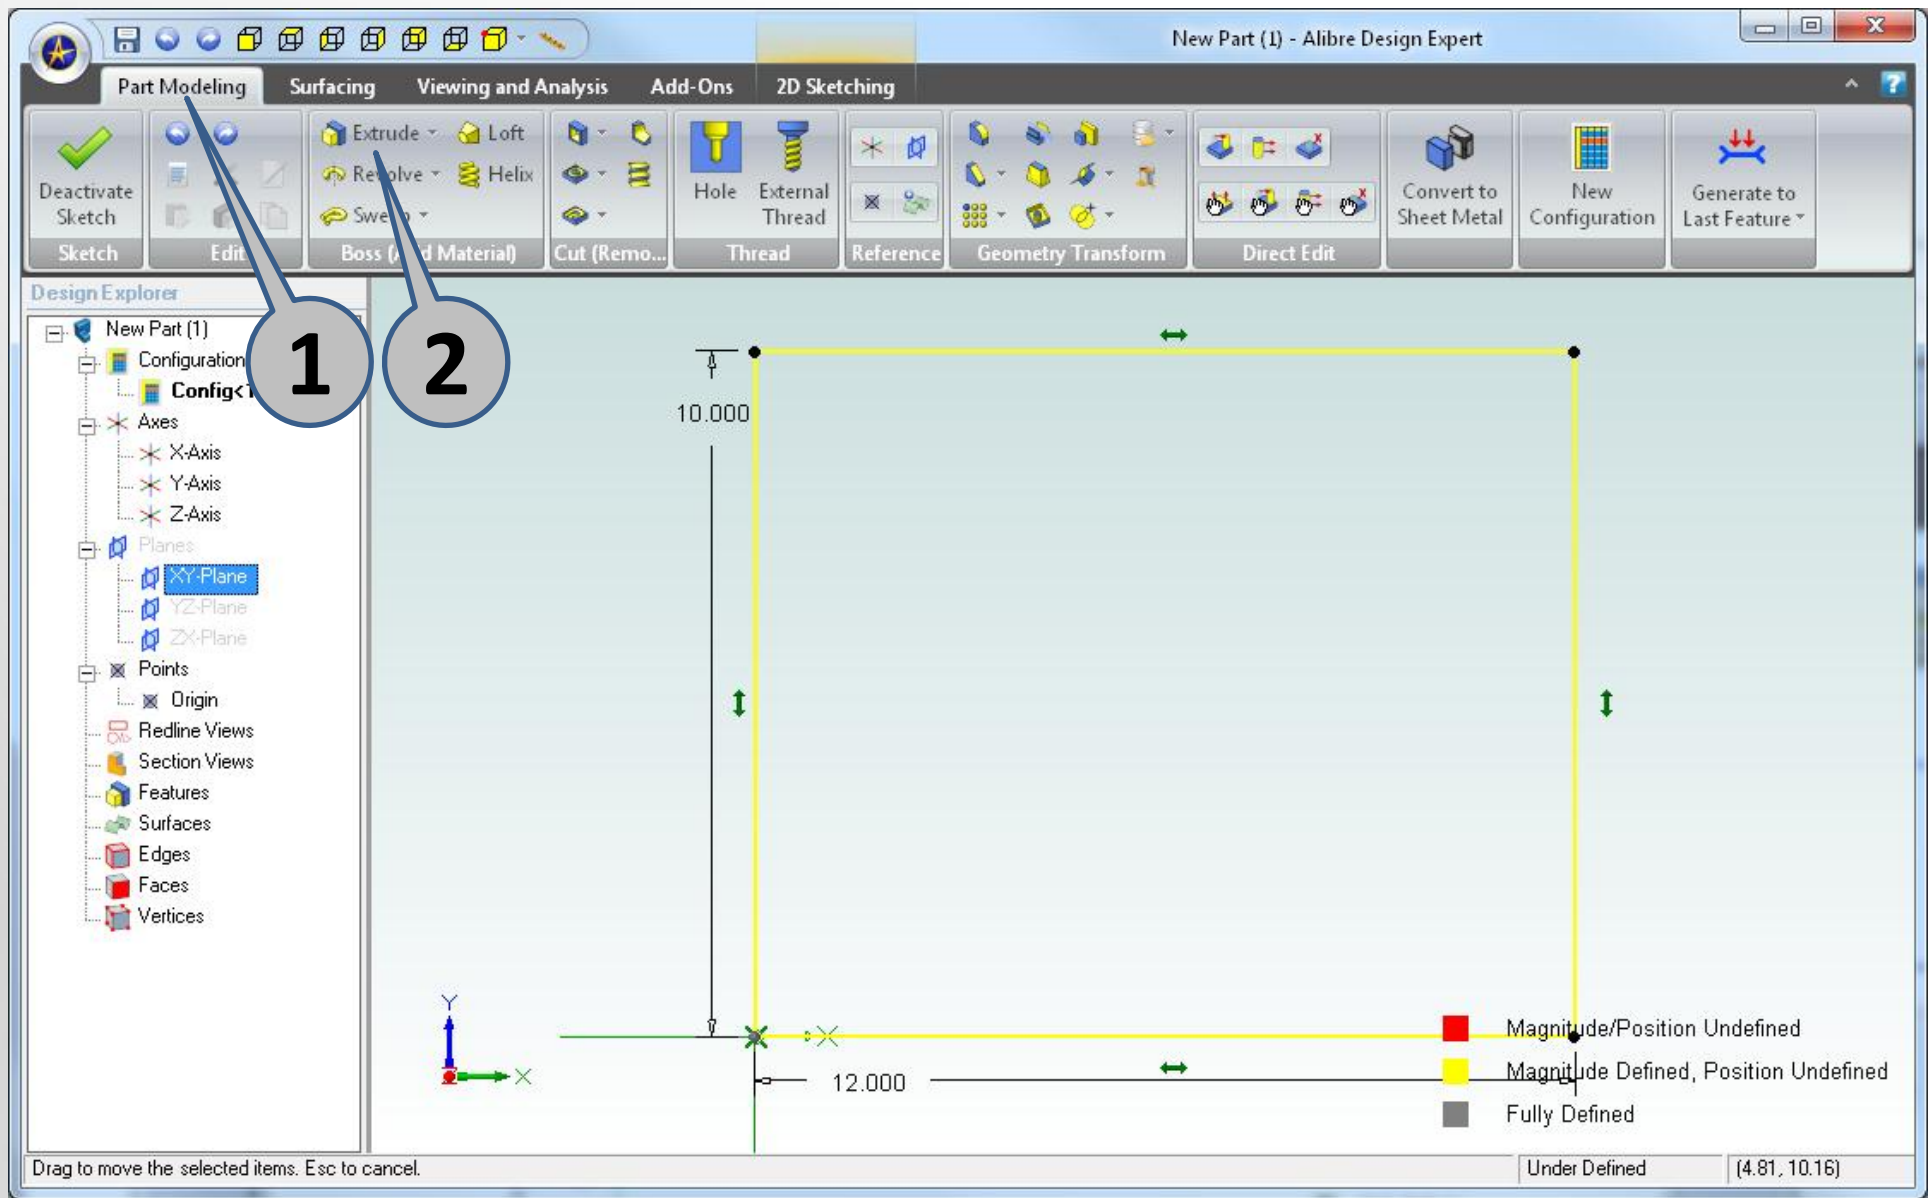 New Part (1) - Alibre Design Expert
Part Modeling
Surfacing
Viewing and Analysis
Add-Ons
2D Sketching
Deactivate
Sketch
Sketch
Edit
Extrude
Loft
Revolve
Helix
Boss
Material)
Cut (Remo...
Hole
External
Thread
Thread
Reference
Geometry Transform
Direct Edit
Convert to
Sheet Metal
New
Configuration
Generate to
Last Feature
Design Explorer
New Part (1)
Configuration
Config<
Axes
X-Axis
Y-Axis
Z-Axis
Planes
XY-Plane
YZ-Plane
ZX-Plane
Points
Origin
Redline Views
Section Views
Features
Surfaces
Edges
Faces
Vertices
1
2
10.000
12.000
Y
X
X
Magnitude/Position Undefined
Magnitude Defined, Position Undefined
Fully Defined
Drag to move the selected items. Esc to cancel.
Under Defined
(4.81, 10.16)